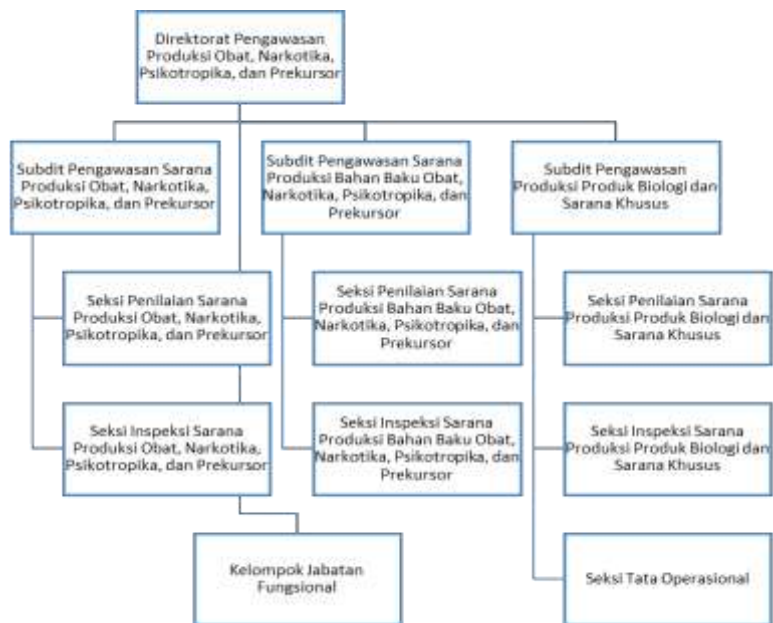 Direktorat Pengawasan
Produksi Obat, Narkotika,
Psikotropika, dan Prekursor
Subdit Pengawasan Sarana
Produksi Obat, Narkotika,
Psikotropika, dan Prekursor
Subdit Pengawasan Sarana
Produksi Bahan Baku Obat,
Narkotika, Psikotropika, dan
Prekursor
Subdit Pengawasan
Produksi Produk Biologi dan
Sarana Khusus
Seksi Penilaian Sarana
Produksi Obat, Narkotika,
Psikotropika, dan Prekursor
Seksi Penilaian Sarana
Produksi Bahan Baku Obat,
Narkotika, Psikotropika, dan
Prekursor
Seksi Penilaian Sarana
Produksi Produk Biologi dan
Sarana Khusus
Seksi Inspeksi Sarana
Produksi Obat, Narkotika,
Psikotropika, dan Prekursor
Seksi Inspeksi Sarana
Produksi Bahan Baku Obat,
Narkotika, Psikotropika, dan
Prekursor
Seksi Inspeksi Sarana
Produksi Produk Biologi dan
Sarana Khusus
Kelompok Jabatan
Fungsional
Seksi Tata Operasional